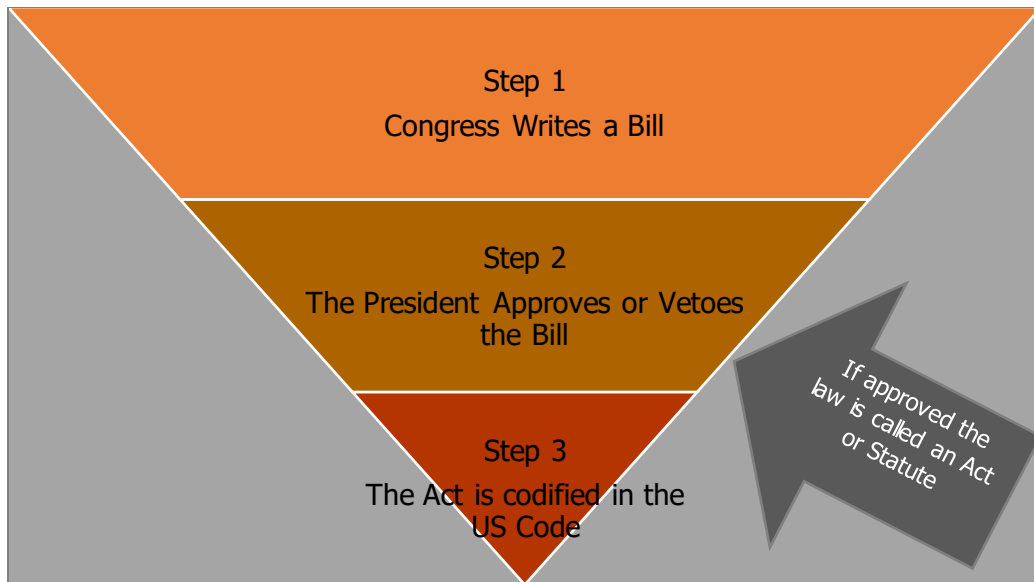 Step 1
Congress Writes a Bill
Step 2
The President Approves or Vetoes
the Bill
If approved the
law is called an Act
or Statute
Step 3
The Act is codified in the
US Code